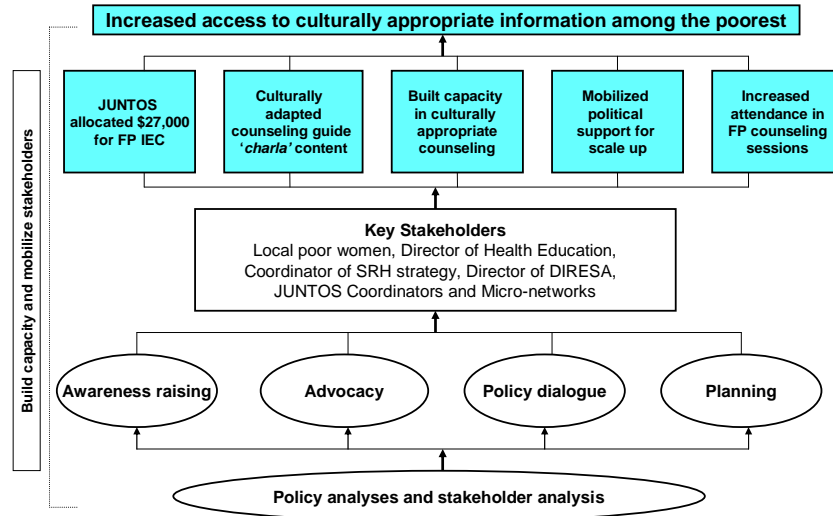 Increased access to culturally appropriate information among the poorest
Build capacity and mobilize stakeholders
JUNTOS
allocated $27,000
for FP IEC
Culturally
adapted
counseling guide
‘charla’ content
Built capacity
in culturally
appropriate
counseling
Mobilized
political
support for
scale up
Increased
attendance in
FP counseling
sessions
Key Stakeholders
Local poor women, Director of Health Education,
Coordinator of SRH strategy, Director of DIRESA,
JUNTOS Coordinators and Micro-networks
Awareness raising
Advocacy
Policy dialogue
Planning
Policy analyses and stakeholder analysis